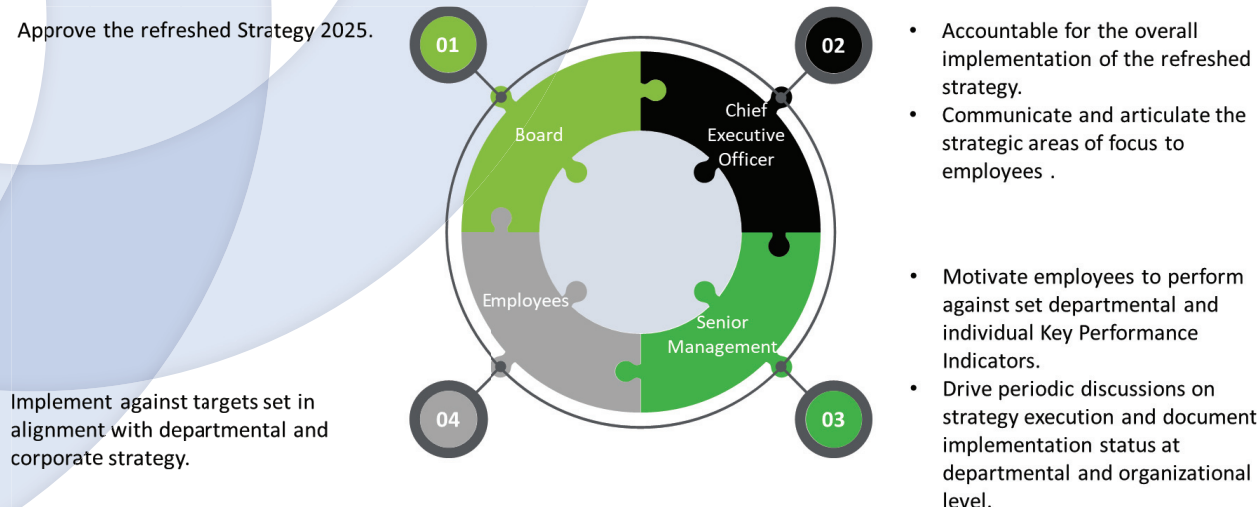 Approve the refreshed Strategy 2025.
01
Board
02
Chief
Executive
Officer
• Accountable for the overall
implementation of the refreshed
strategy.
• Communicate and articulate the
strategic areas of focus to
employees .
03
Senior
Management
• Motivate employees to perform
against set departmental and
individual Key Performance
Indicators.
• Drive periodic discussions on
strategy execution and document
implementation status at
departmental and organizational
level.
04
Employees
Implement against targets set in
alignment with departmental and
corporate strategy.